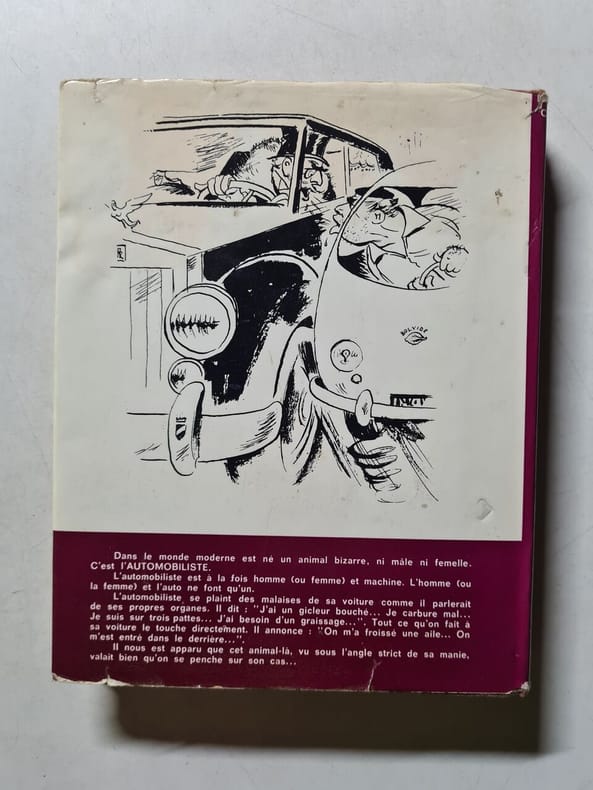 BOLVIDE
Dans le monde moderne est né un animal bizarre, ni mâle ni femelle.
C'est l'AUTOMOBILISTE.
L'automobiliste est à la fois homme (ou femme) et machine. L'homme (ou
la femme) et l'auto ne font qu'un.
L'automobiliste se plaint des malaises de sa voiture comme il parlerait
de ses propres organes. Il dit : "J'ai un gicleur bouché... Je carbure mal...
Je suis sur trois pattes... J'ai besoin d'un graissage...". Tout ce qu'on fait à
sa voiture le touche directement. Il annonce : "On m'a froissé une aile... On
m'est entré dans le derrière...".
Il nous est apparu que cet animal-là, vu sous l'angle strict de sa manie,
valait bien qu'on se penche sur son cas...